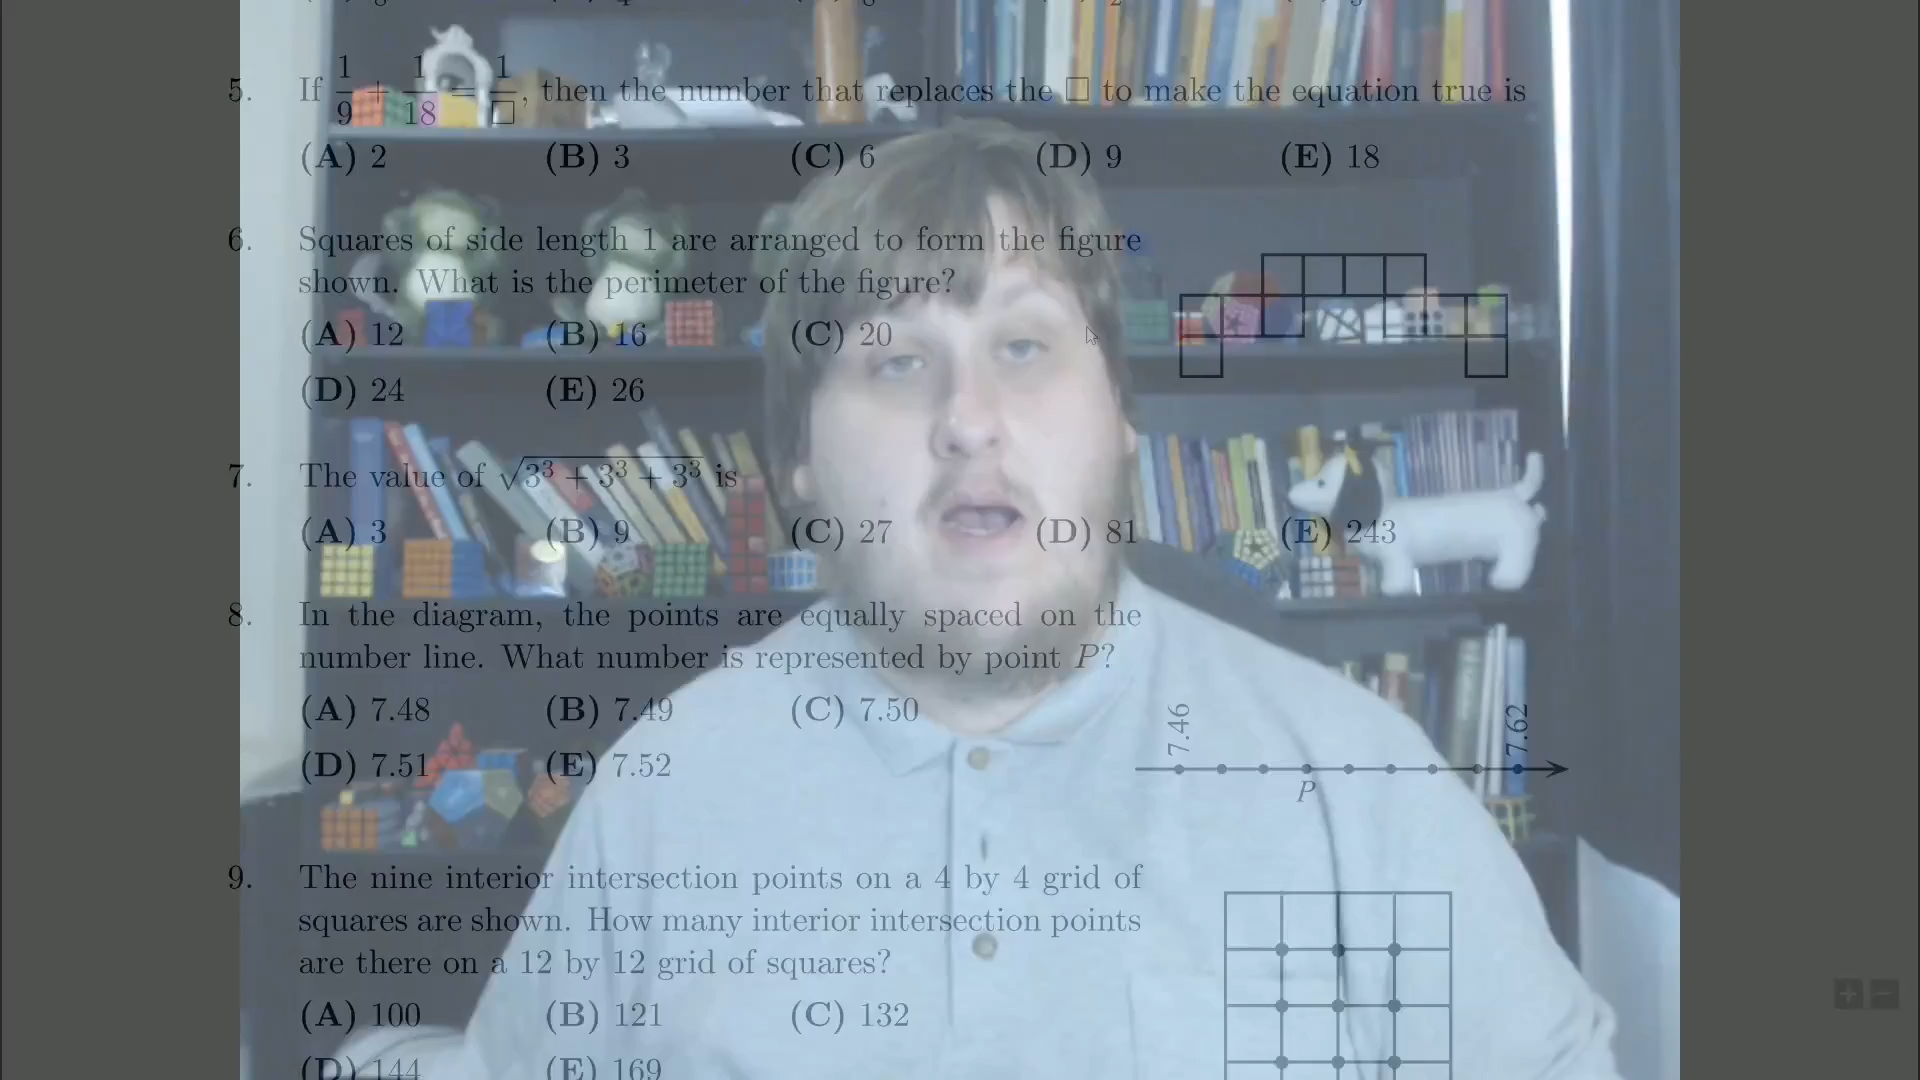 5. If 1/9 + 1/18 = 1/□, then the number that replaces the □ to make the equation true is
(A) 2 (B) 3 (C) 6 (D) 9 (E) 18
6. Squares of side length 1 are arranged to form the figure
shown. What is the perimeter of the figure?
(A) 12 (B) 16 (C) 20
(D) 24 (E) 26
7. The value of √(3³ + 3³ + 3³) is
(A) 3 (B) 9 (C) 27 (D) 81 (E) 243
8. In the diagram, the points are equally spaced on the
number line. What number is represented by point P?
(A) 7.48 (B) 7.49 (C) 7.50
(D) 7.51 (E) 7.52
7.46 7.62
P
9. The nine interior intersection points on a 4 by 4 grid of
squares are shown. How many interior intersection points
are there on a 12 by 12 grid of squares?
(A) 100 (B) 121 (C) 132
(D) 144 (E) 169